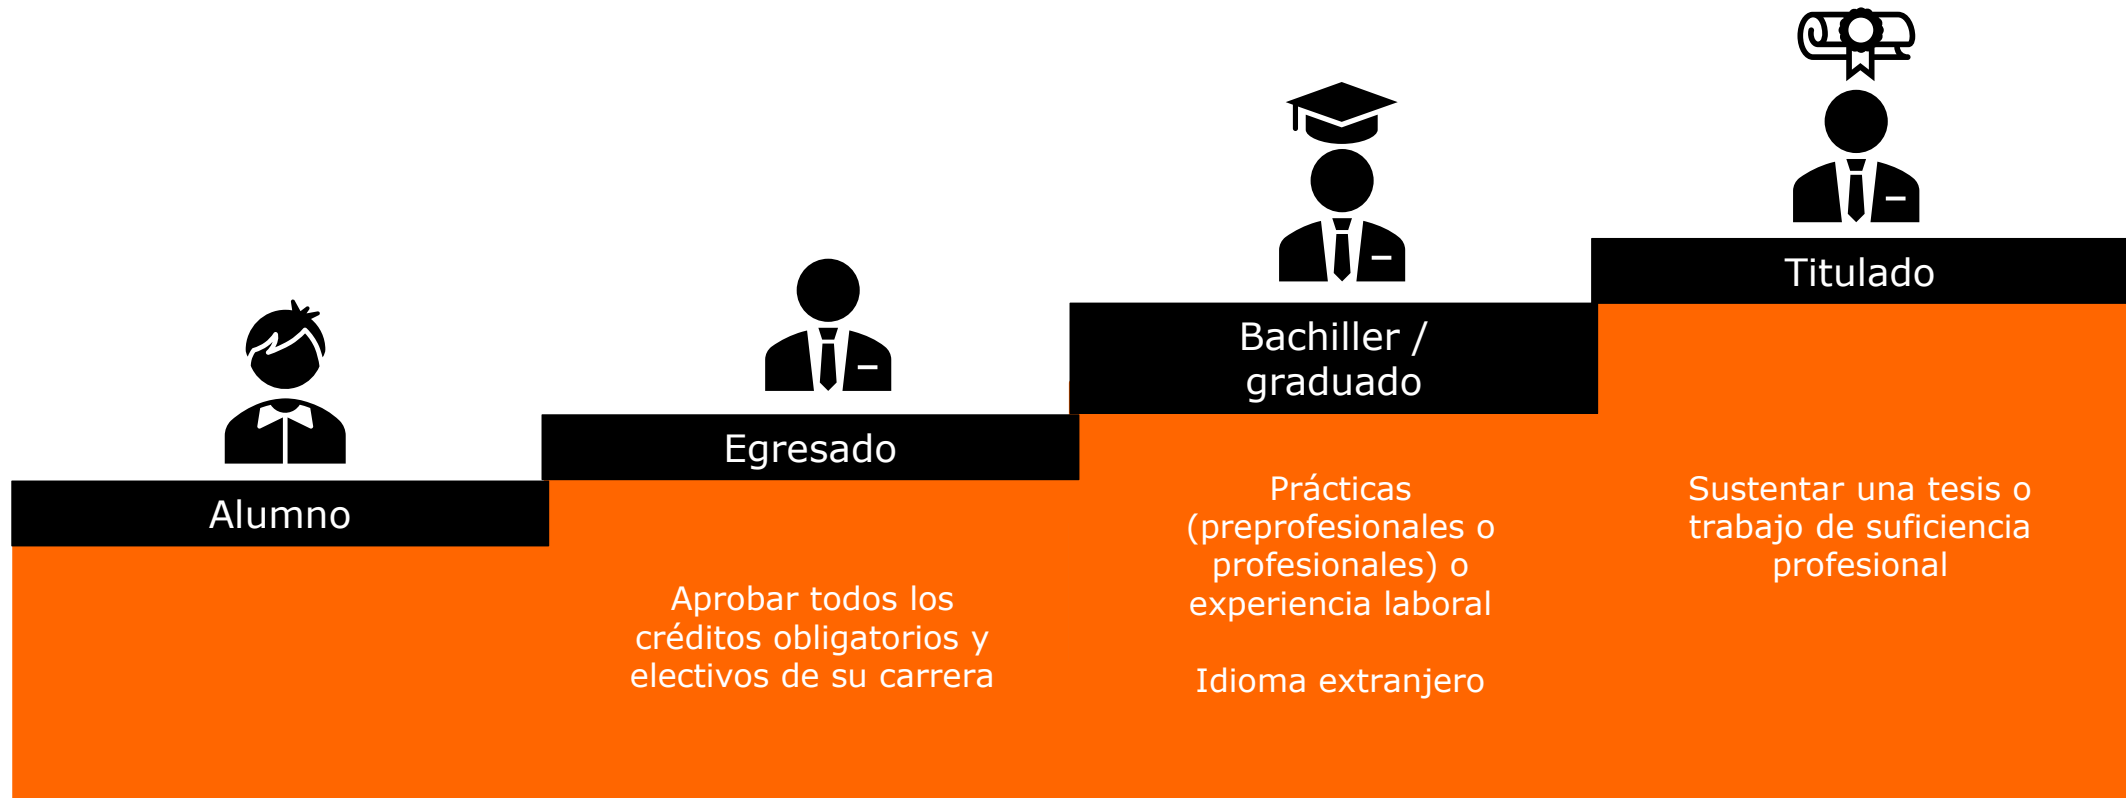 Alumno
Egresado
Aprobar todos los
créditos obligatorios y
electivos de su carrera
Bachiller /
graduado
Prácticas
(preprofesionales o
profesionales) o
experiencia laboral
Idioma extranjero
Titulado
Sustentar una tesis o
trabajo de suficiencia
profesional